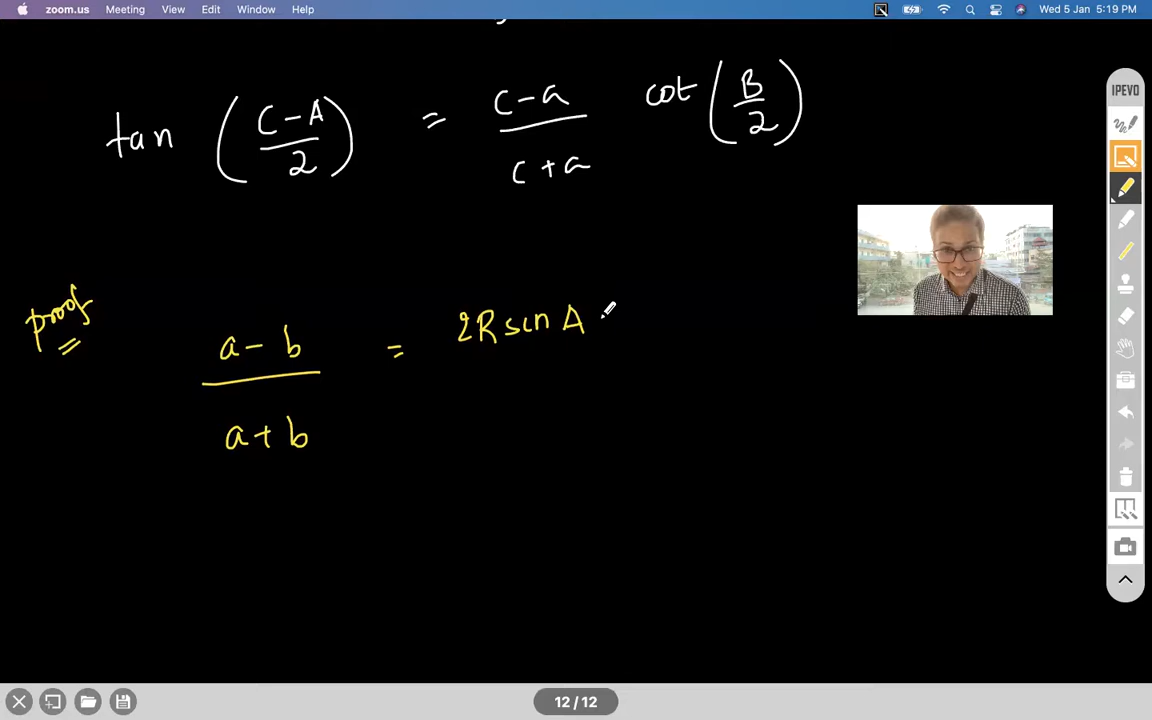 zoom.us Meeting View Edit Window Help Wed 5 Jan 5:19 PM
IPEVO
tan (C-A/2) = c-a/c+a cot (B/2)
proof
a-b/a+b = 2R sin A
12/12